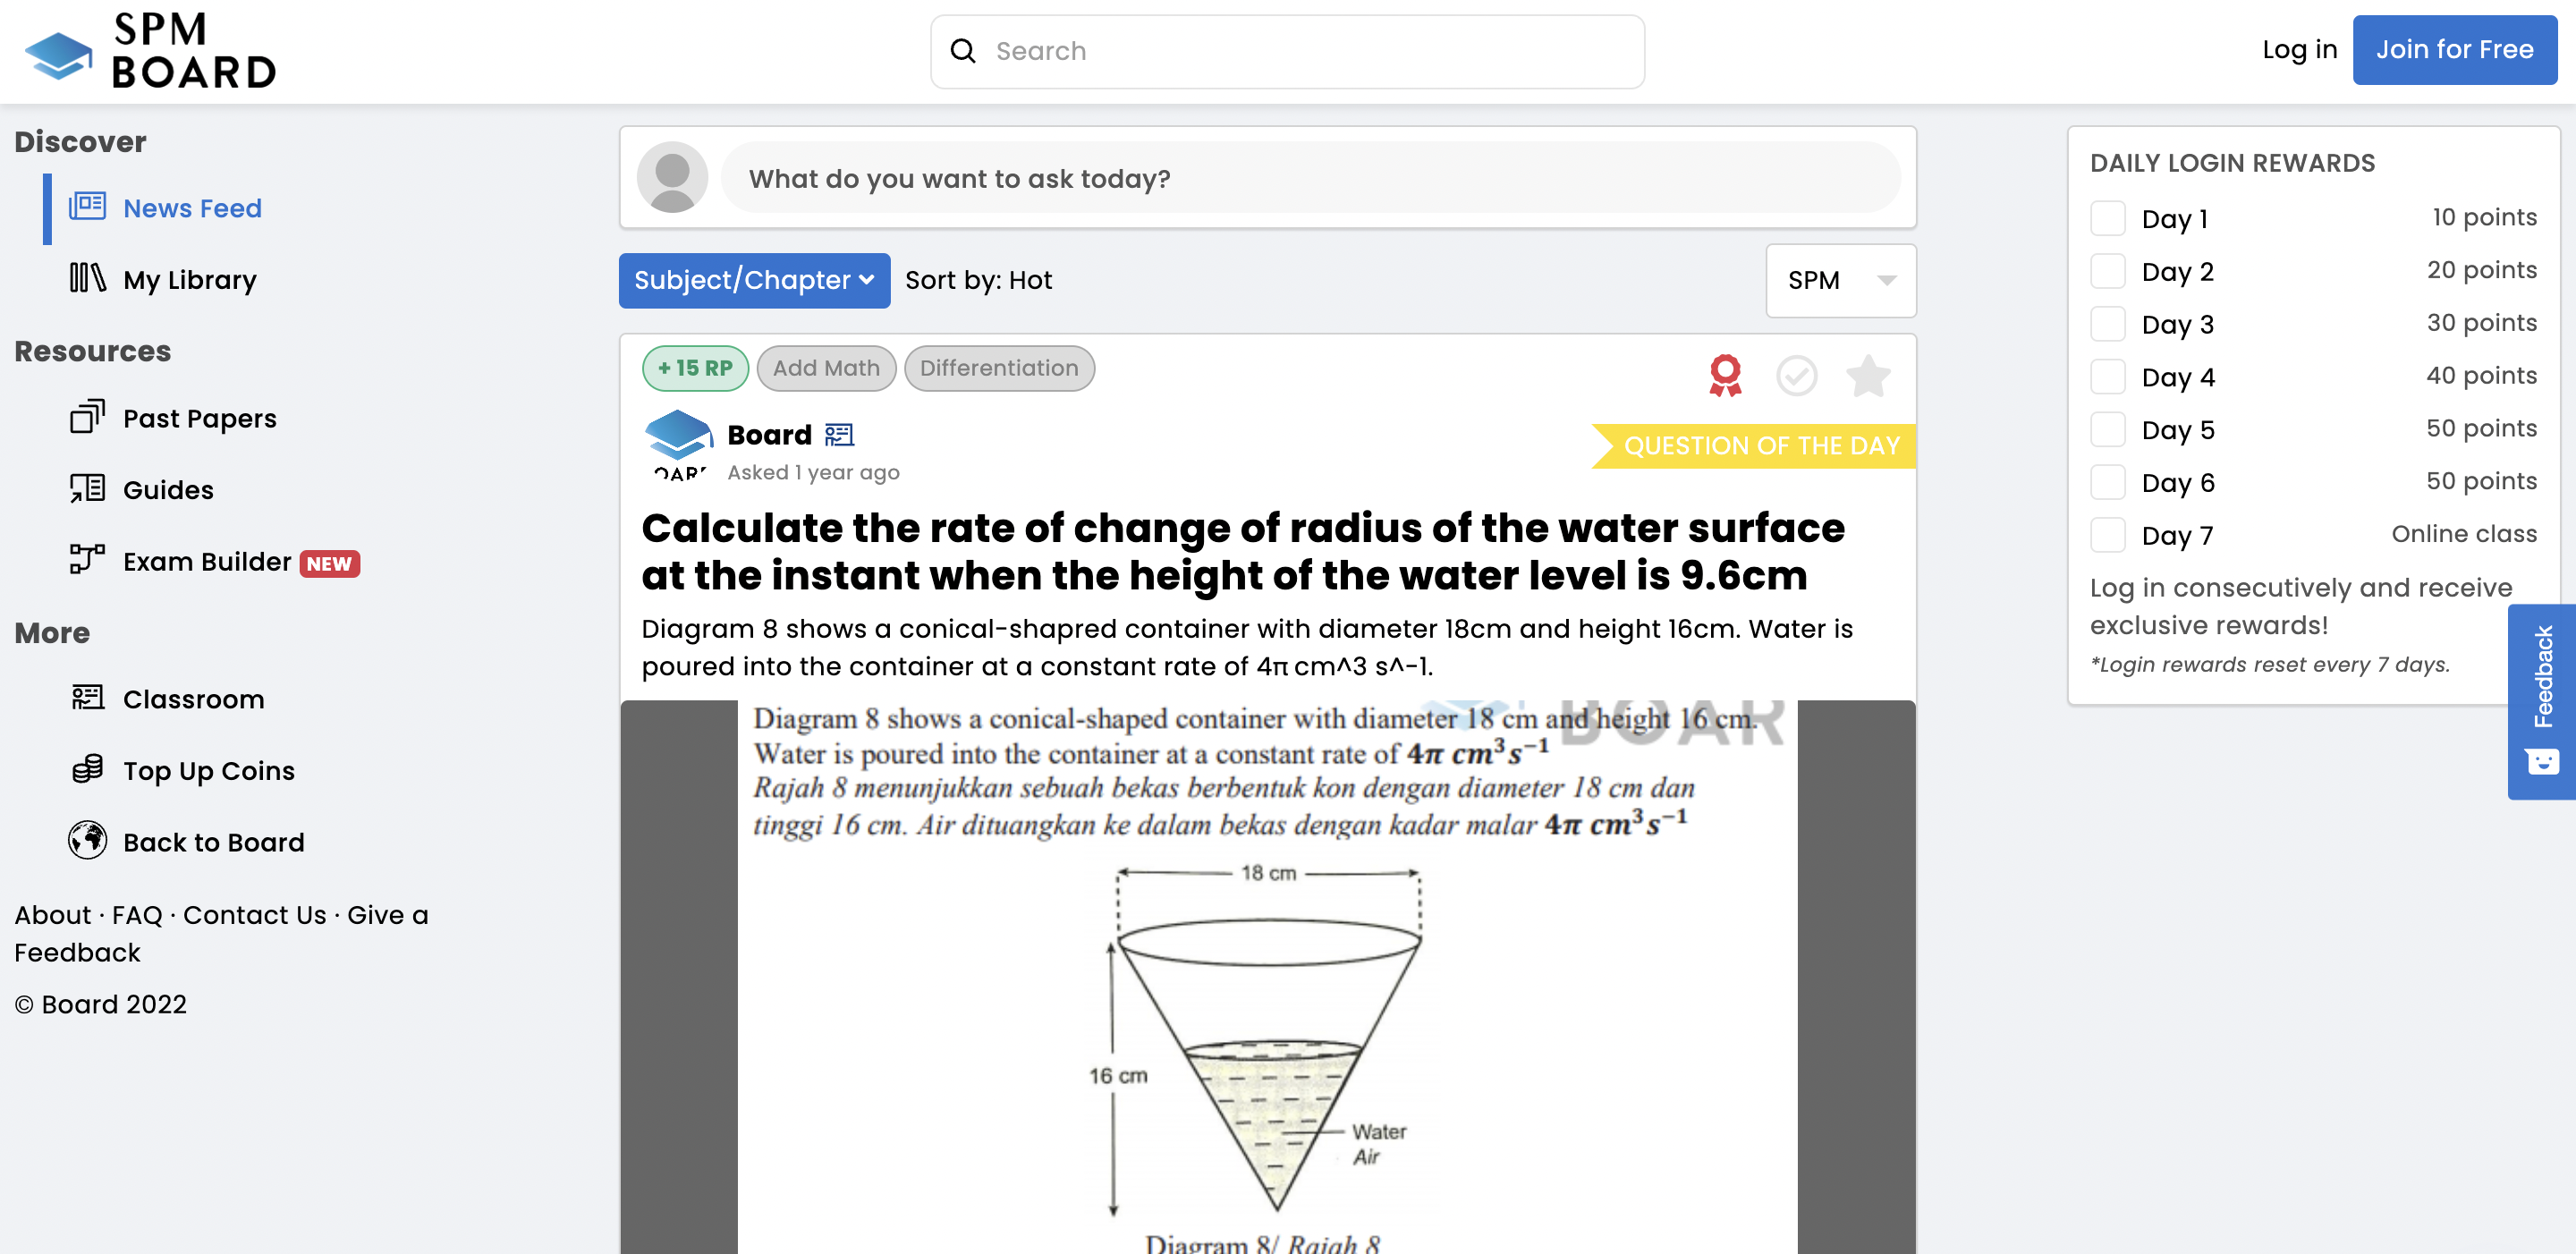 SPM
BOARD
Search
Log in
Join for Free
Discover
News Feed
My Library
Resources
Past Papers
Guides
Exam Builder NEW
More
Classroom
Top Up Coins
Back to Board
About · FAQ · Contact Us · Give a
Feedback
© Board 2022
What do you want to ask today?
Subject/Chapter
Sort by: Hot
SPM
+ 15 RP
Add Math
Differentiation
Board
Asked 1 year ago
QUESTION OF THE DAY
Calculate the rate of change of radius of the water surface
at the instant when the height of the water level is 9.6cm
Diagram 8 shows a conical-shapred container with diameter 18cm and height 16cm. Water is
poured into the container at a constant rate of 4π cm^3 s^-1.
BOAR
Diagram 8 shows a conical-shaped container with diameter 18 cm and height 16 cm.
Water is poured into the container at a constant rate of 4π cm³s⁻¹
Rajah 8 menunjukkan sebuah bekas berbentuk kon dengan diameter 18 cm dan
tinggi 16 cm. Air dituangkan ke dalam bekas dengan kadar malar 4π cm³s⁻¹
18 cm
16 cm
Water
Air
Diagram 8/ Rajah 8
DAILY LOGIN REWARDS
Day 1 10 points
Day 2 20 points
Day 3 30 points
Day 4 40 points
Day 5 50 points
Day 6 50 points
Day 7 Online class
Log in consecutively and receive
exclusive rewards!
*Login rewards reset every 7 days.
Feedback